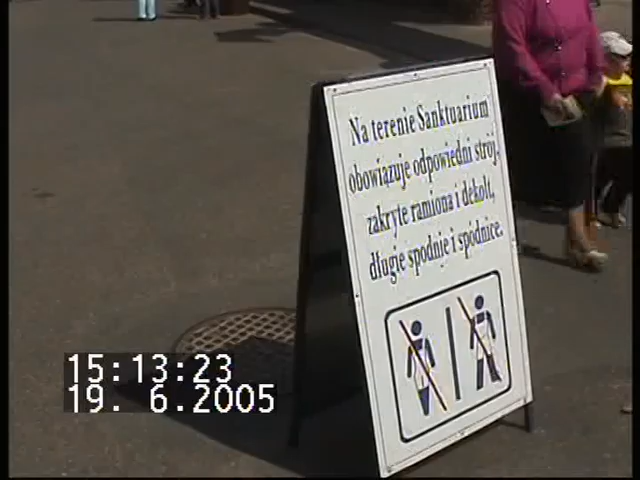 Na terenie Sanktuarium
obowiązuje odpowiedni strój,
zakryte ramiona i dekolt,
długie spodnie i spódnice.
15:13:23
19. 6.2005